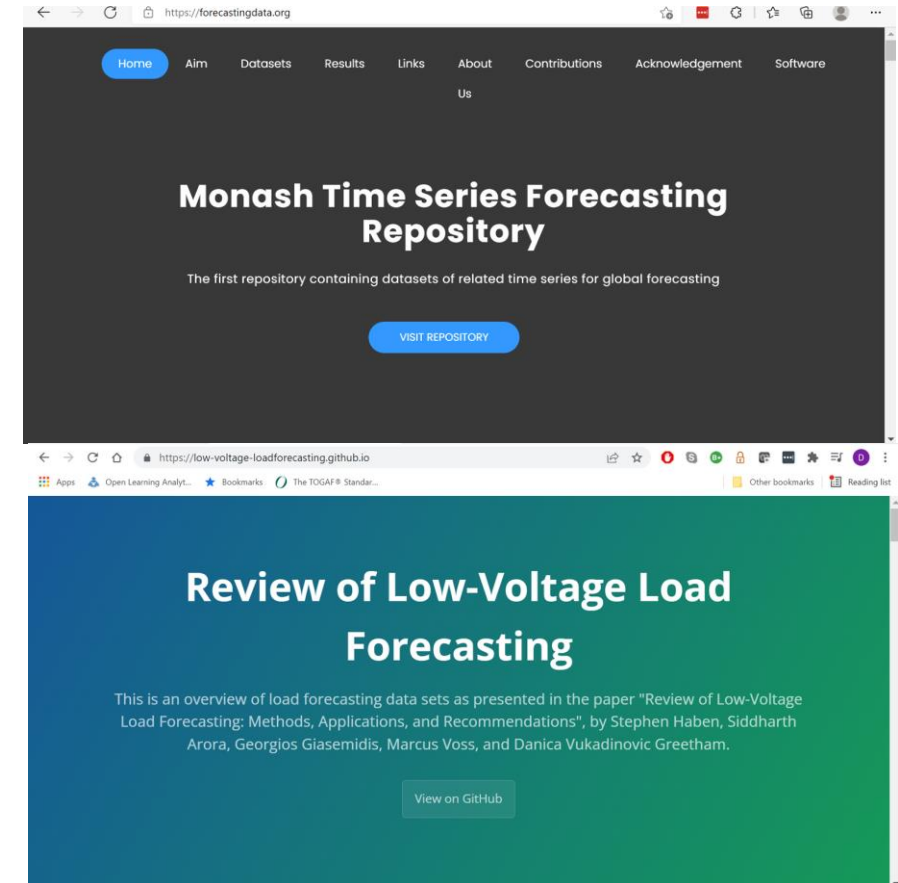 https://forecastingdata.org
Home Aim Datasets Results Links About Us Contributions Acknowledgement Software
Monash Time Series Forecasting
Repository
The first repository containing datasets of related time series for global forecasting
VISIT REPOSITORY
https://low-voltage-loadforecasting.github.io
Apps Open Learning Analyt... Bookmarks The TOGAF® Standar... Other bookmarks Reading list
Review of Low-Voltage Load
Forecasting
This is an overview of load forecasting data sets as presented in the paper "Review of Low-Voltage
Load Forecasting: Methods, Applications, and Recommendations", by Stephen Haben, Siddharth
Arora, Georgios Giasemidis, Marcus Voss, and Danica Vukadinovic Greetham.
View on GitHub